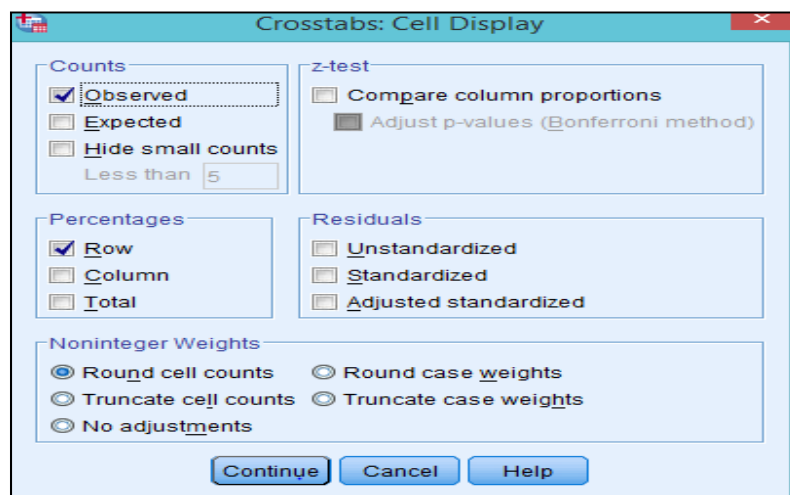 Crosstabs: Cell Display
Counts
Observed
Expected
Hide small counts
Less than 5
z-test
Compare column proportions
Adjust p-values (Bonferroni method)
Percentages
Row
Column
Total
Residuals
Unstandardized
Standardized
Adjusted standardized
Noninteger Weights
Round cell counts
Round case weights
Truncate cell counts
Truncate case weights
No adjustments
Continue
Cancel
Help